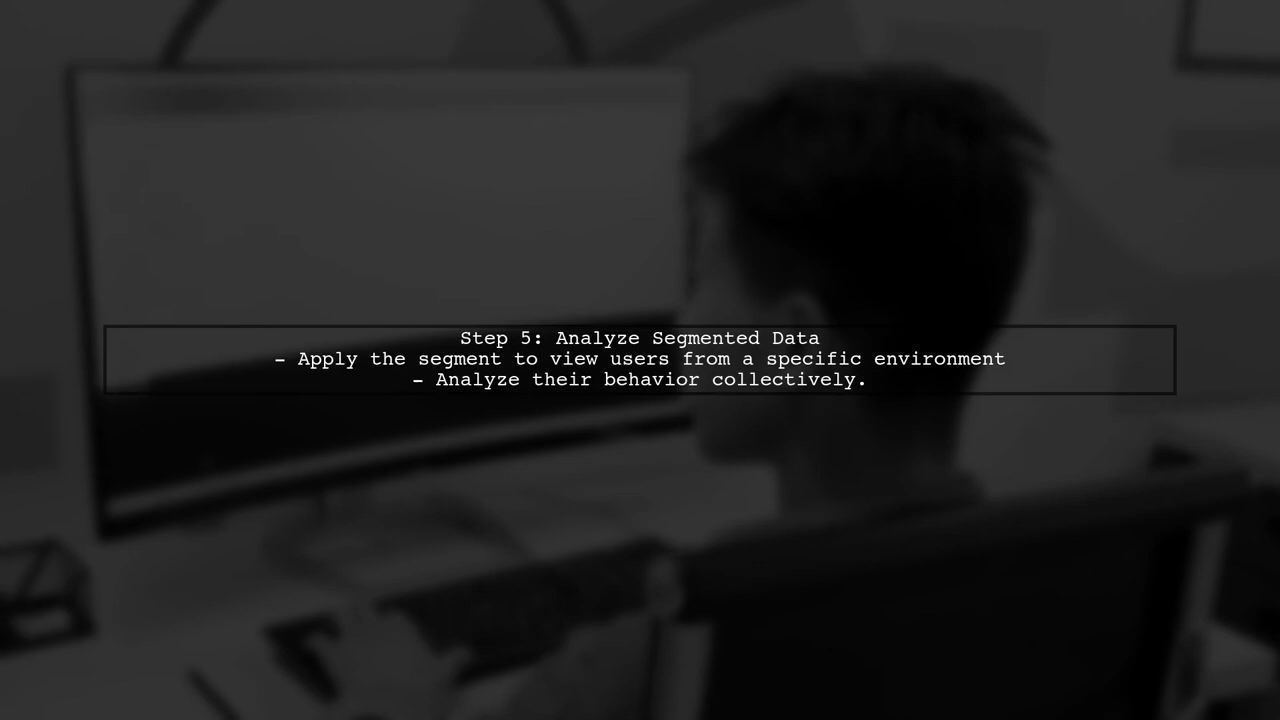 Step 5: Analyze Segmented Data
– Apply the segment to view users from a specific environment
– Analyze their behavior collectively.